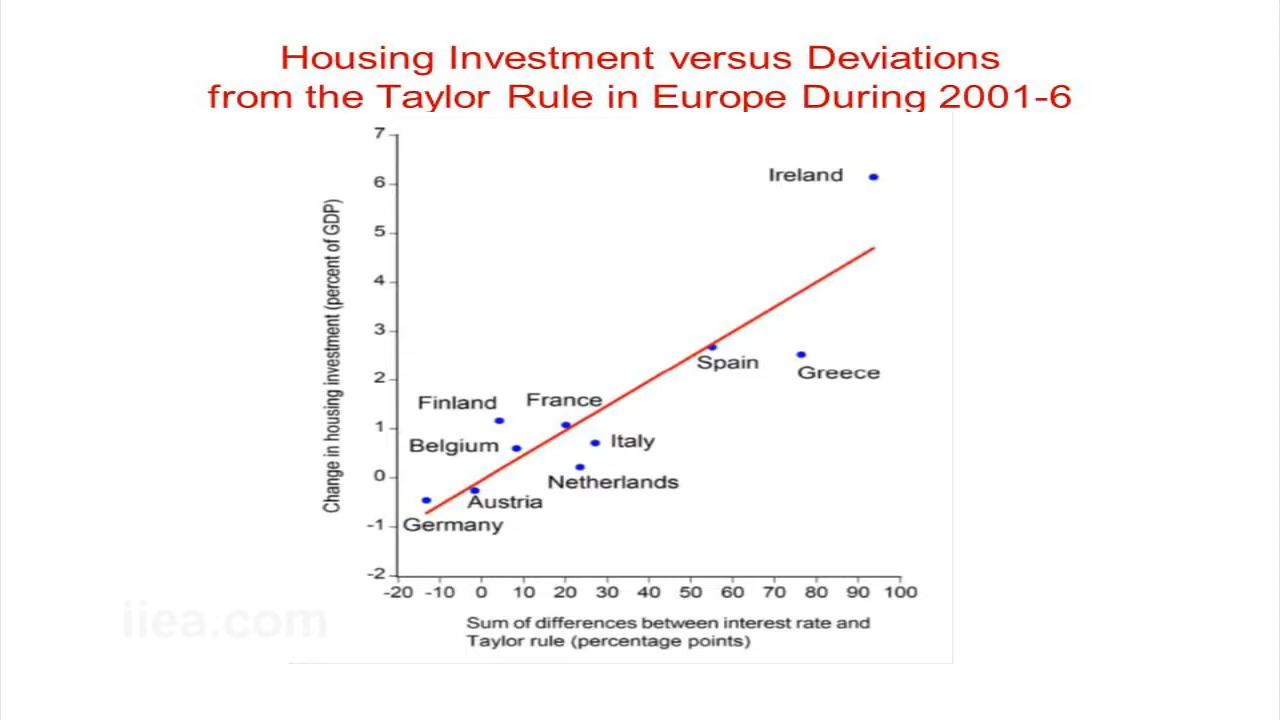 Housing Investment versus Deviations
from the Taylor Rule in Europe During 2001-6
7
6
5
4
3
2
1
0
-1
-2
Change in housing investment (percent of GDP)
Ireland
Spain
Greece
Finland
France
Belgium
Italy
Netherlands
Austria
Germany
-20 -10 0 10 20 30 40 50 60 70 80 90 100
Sum of differences between interest rate and
Taylor rule (percentage points)
iiea.com